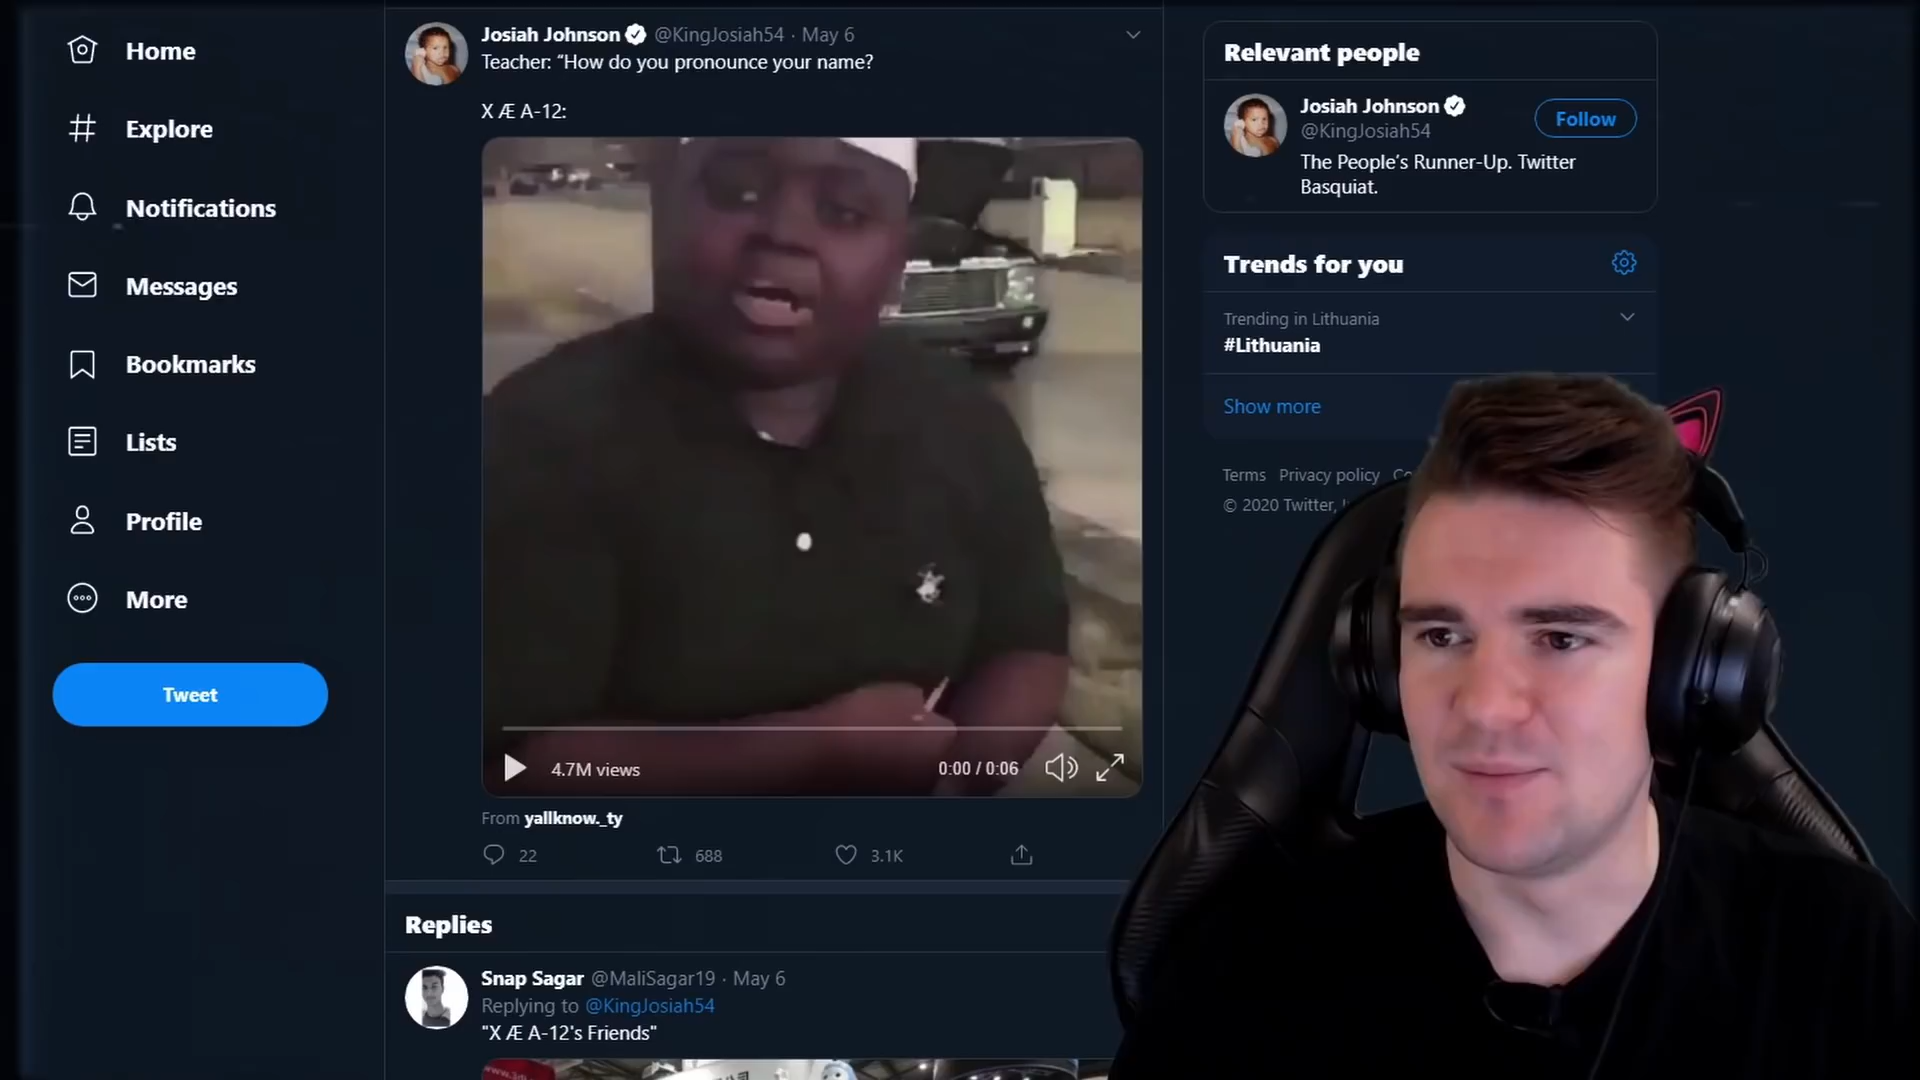 Home
Explore
Notifications
Messages
Bookmarks
Lists
Profile
More
Tweet
Josiah Johnson @KingJosiah54 · May 6
Teacher: “How do you pronounce your name?
X Æ A-12:
4.7M views
0:00 / 0:06
From yallknow._ty
22 688 3.1K
Replies
Snap Sagar @MaliSagar19 · May 6
Replying to @KingJosiah54
"X Æ A-12's Friends"
Relevant people
Josiah Johnson
@KingJosiah54
Follow
The People's Runner-Up. Twitter
Basquiat.
Trends for you
Trending in Lithuania
#Lithuania
Show more
Terms Privacy policy
© 2020 Twitter,